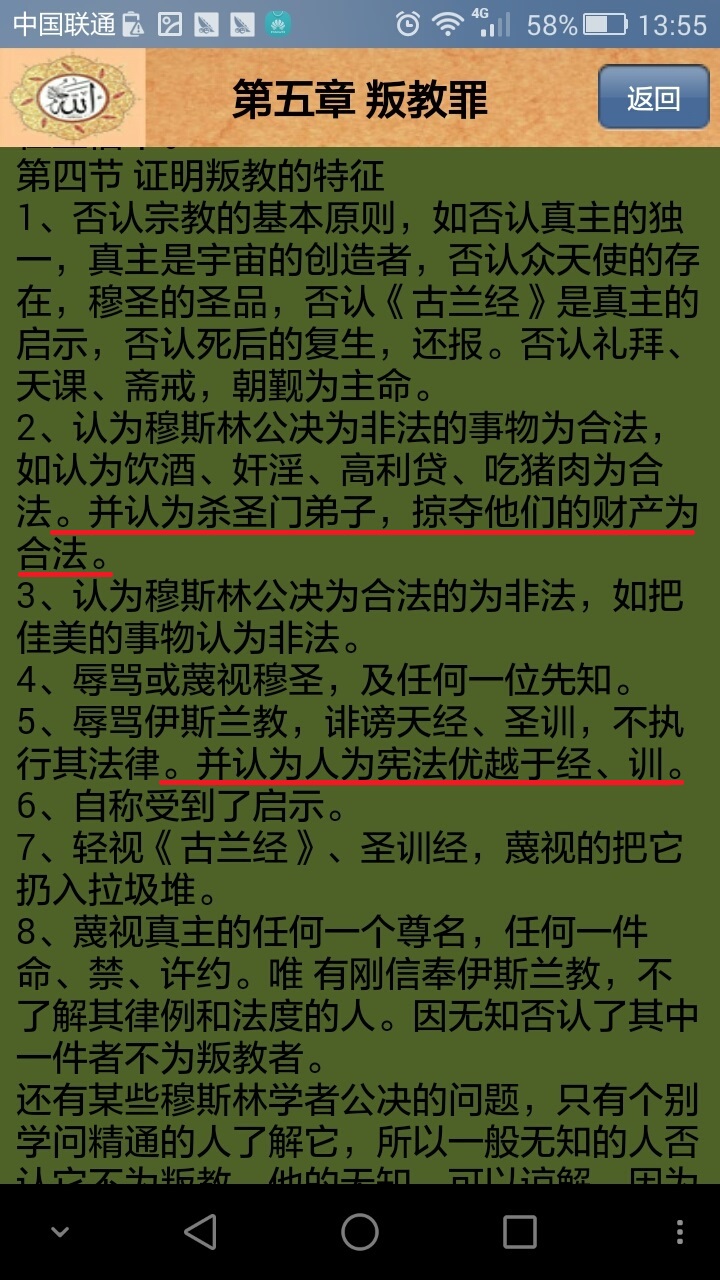 中国联通 4G 58% 13:55
第五章 叛教罪
返回
第四节 证明叛教的特征
1、否认宗教的基本原则，如否认真主的独
一，真主是宇宙的创造者，否认众天使的存
在，穆圣的圣品，否认《古兰经》是真主的
启示，否认死后的复生，还报。否认礼拜、
天课、斋戒，朝觐为主命。
2、认为穆斯林公决为非法的事物为合法，
如认为饮酒、奸淫、高利贷、吃猪肉为合
法。并认为杀圣门弟子，掠夺他们的财产为
合法。
3、认为穆斯林公决为合法的为非法，如把
佳美的事物认为非法。
4、辱骂或蔑视穆圣，及任何一位先知。
5、辱骂伊斯兰教，诽谤天经、圣训，不执
行其法律。并认为人为宪法优越于经、训。
6、自称受到了启示。
7、轻视《古兰经》、圣训经，蔑视的把它
扔入垃圾堆。
8、蔑视真主的任何一个尊名，任何一件
命、禁、许约。唯 有刚信奉伊斯兰教，不
了解其律例和法度的人。因无知否认了其中
一件者不为叛教者。
还有某些穆斯林学者公决的问题，只有个别
学问精通的人了解它，所以一般无知的人否
认它不为叛教。他的无知，可以谅解。因为